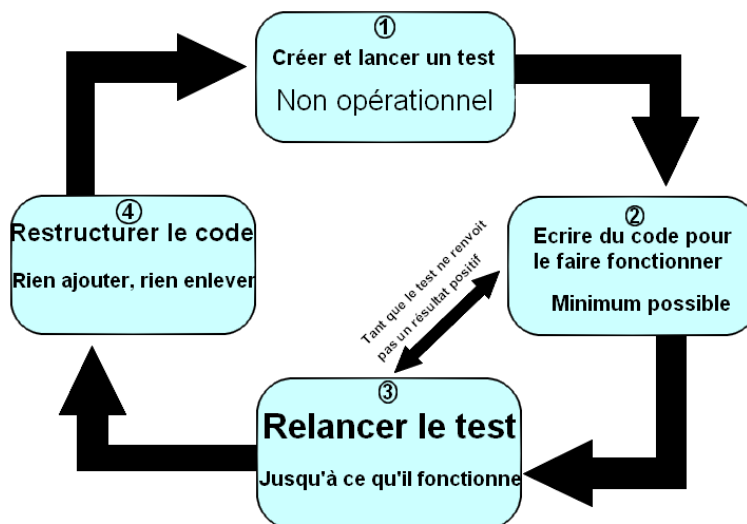 ①
Créer et lancer un test
Non opérationnel
②
Ecrire du code pour
le faire fonctionner
Minimum possible
Tant que le test ne renvoit
pas un résultat positif
③
Relancer le test
Jusqu'à ce qu'il fonctionne
④
Restructurer le code
Rien ajouter, rien enlever